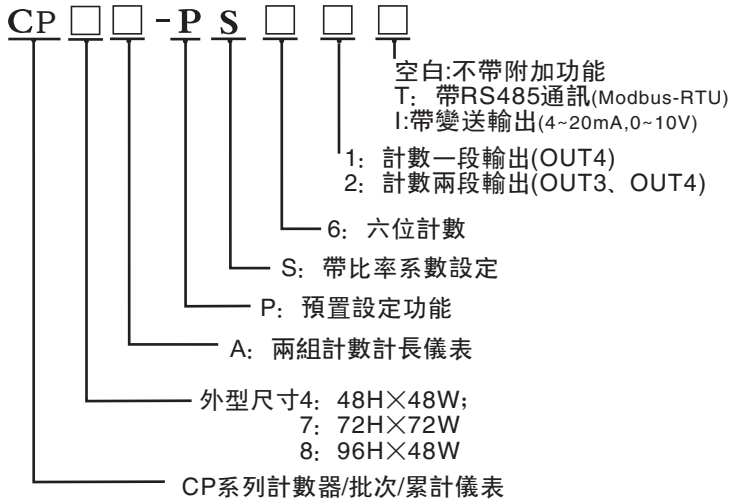 CP□□-PS□□□
空白:不帶附加功能
T：帶RS485通訊(Modbus-RTU)
I:帶變送輸出(4~20mA,0~10V)
1：計數一段輸出(OUT4)
2：計數兩段輸出(OUT3、OUT4)
6：六位計數
S：帶比率系數設定
P：預置設定功能
A：兩組計數計長儀表
外型尺寸4：48H×48W；
7：72H×72W
8：96H×48W
CP系列計數器/批次/累計儀表